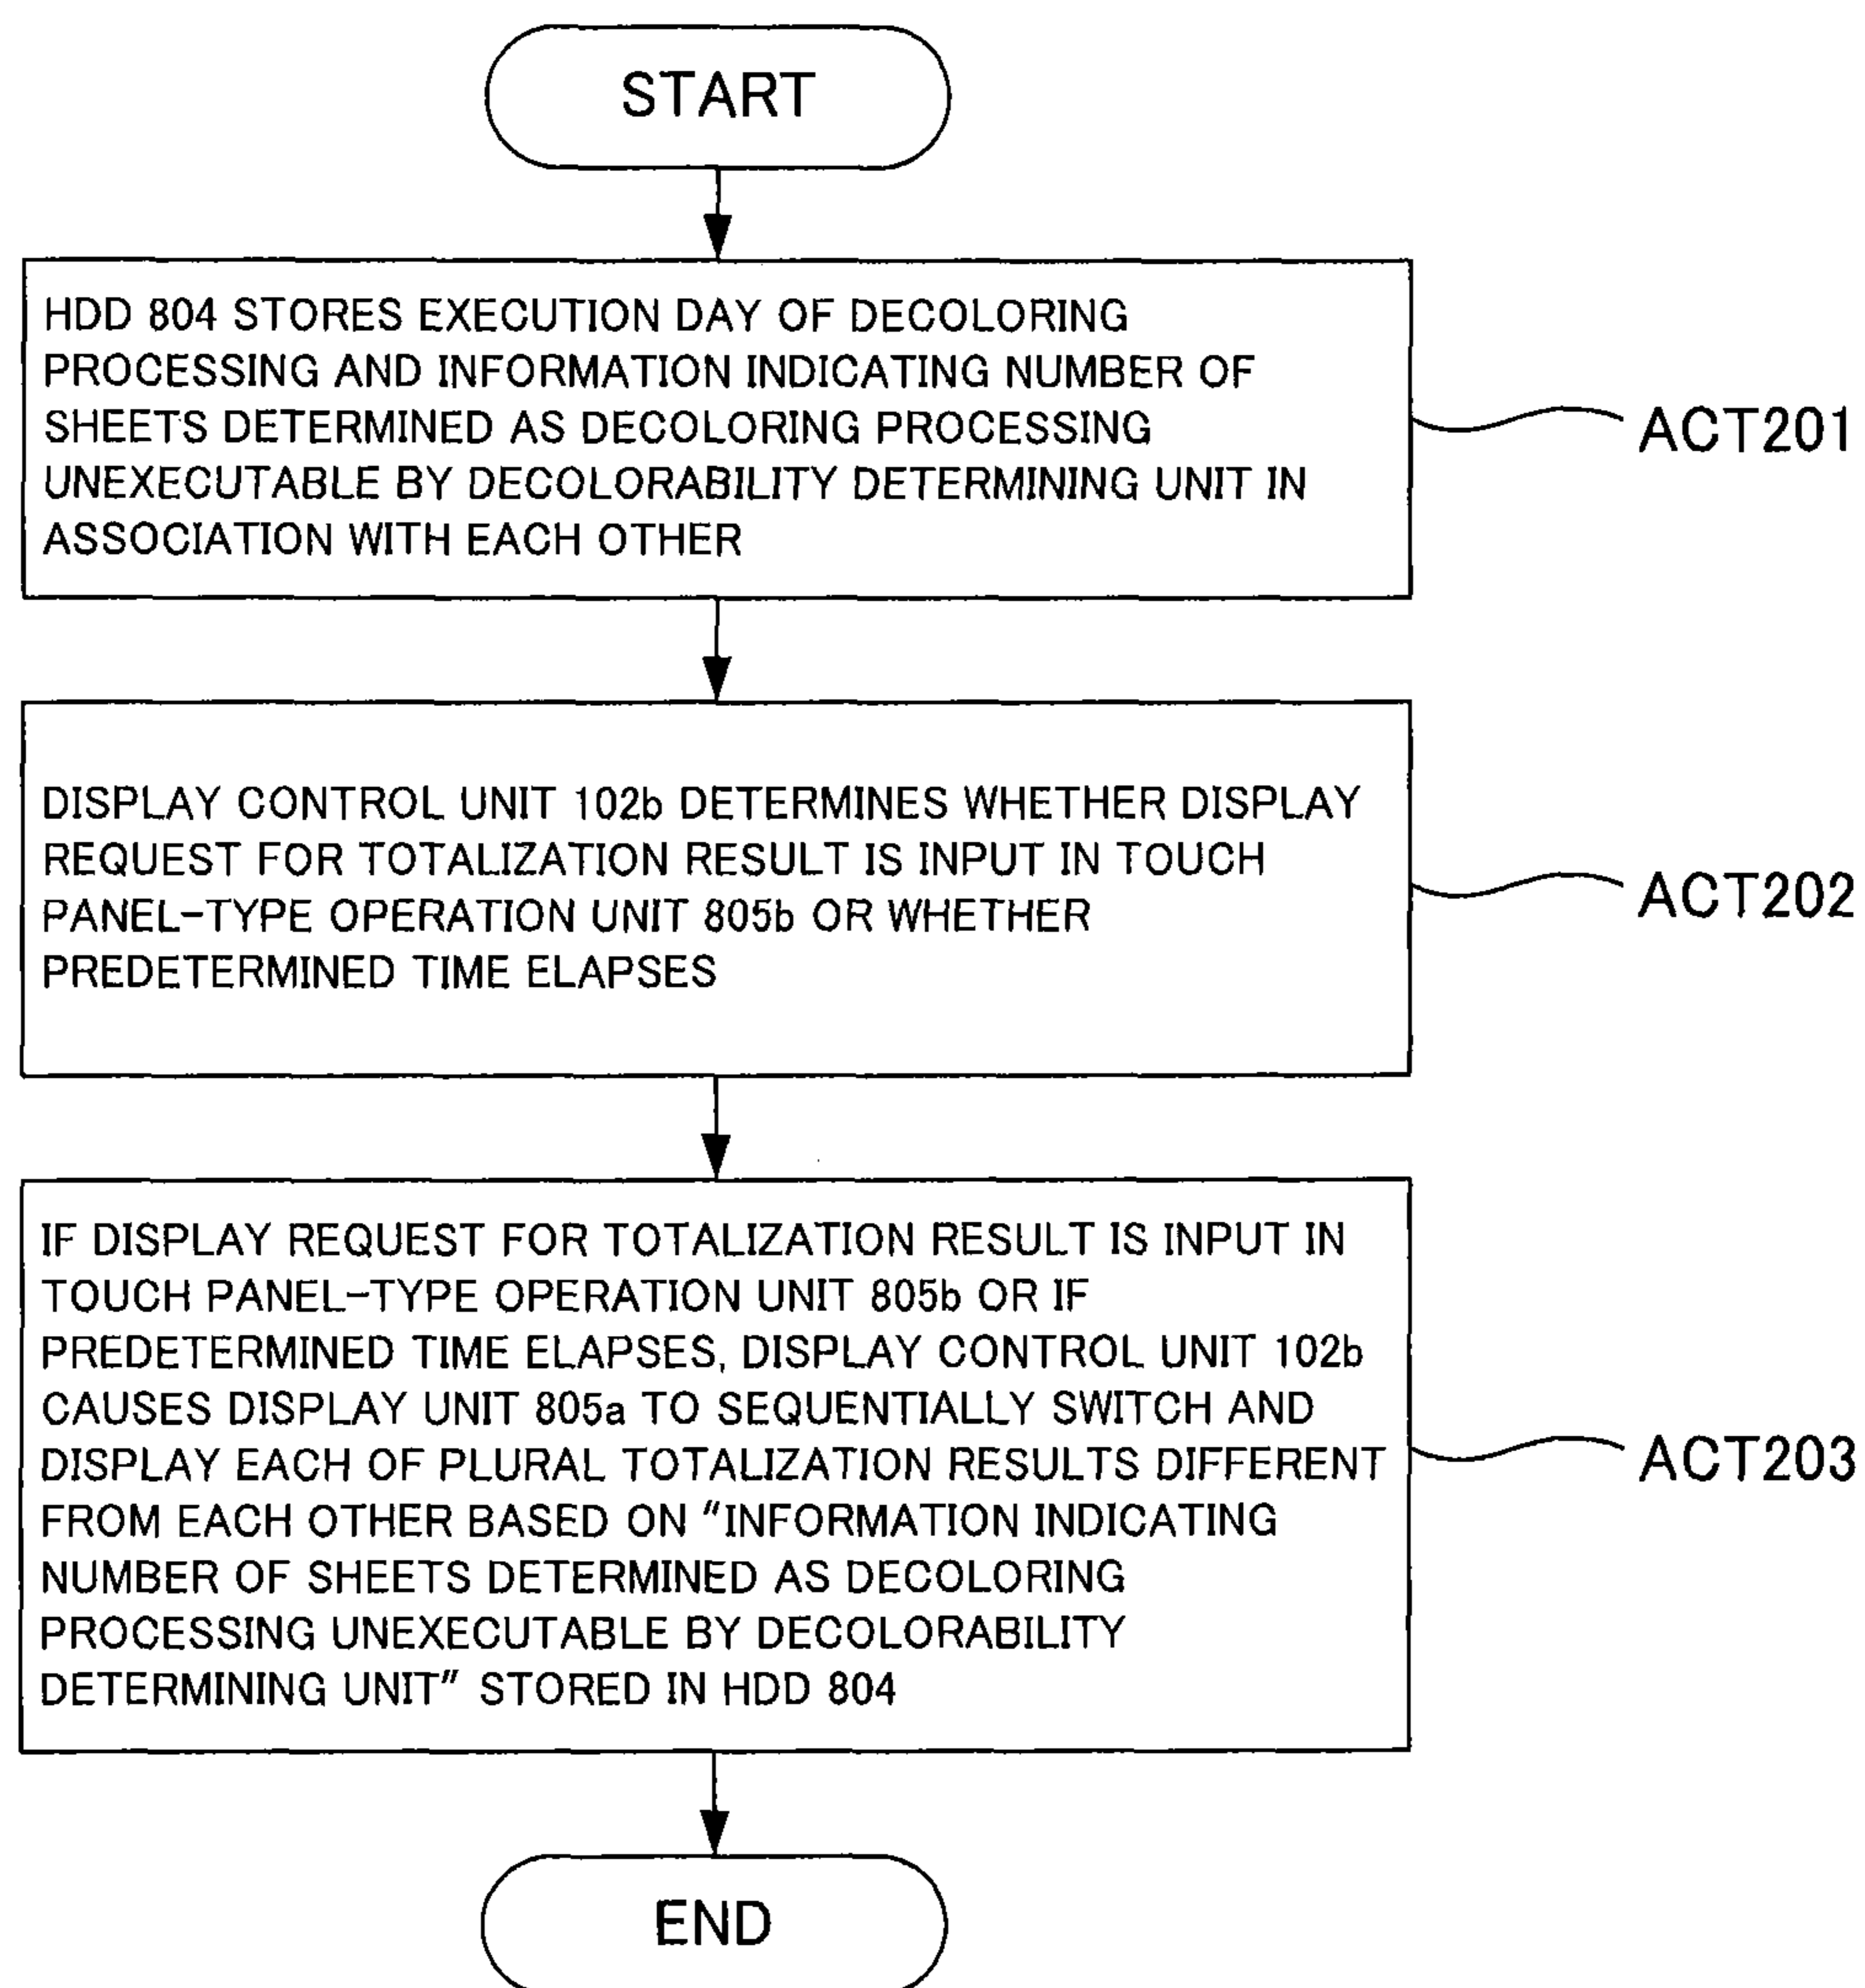 START
HDD 804 STORES EXECUTION DAY OF DECOLORING
PROCESSING AND INFORMATION INDICATING NUMBER OF
SHEETS DETERMINED AS DECOLORING PROCESSING
UNEXECUTABLE BY DECOLORABILITY DETERMINING UNIT IN
ASSOCIATION WITH EACH OTHER
ACT201
DISPLAY CONTROL UNIT 102b DETERMINES WHETHER DISPLAY
REQUEST FOR TOTALIZATION RESULT IS INPUT IN TOUCH
PANEL-TYPE OPERATION UNIT 805b OR WHETHER
PREDETERMINED TIME ELAPSES
ACT202
IF DISPLAY REQUEST FOR TOTALIZATION RESULT IS INPUT IN
TOUCH PANEL-TYPE OPERATION UNIT 805b OR IF
PREDETERMINED TIME ELAPSES, DISPLAY CONTROL UNIT 102b
CAUSES DISPLAY UNIT 805a TO SEQUENTIALLY SWITCH AND
DISPLAY EACH OF PLURAL TOTALIZATION RESULTS DIFFERENT
FROM EACH OTHER BASED ON "INFORMATION INDICATING
NUMBER OF SHEETS DETERMINED AS DECOLORING
PROCESSING UNEXECUTABLE BY DECOLORABILITY
DETERMINING UNIT" STORED IN HDD 804
ACT203
END